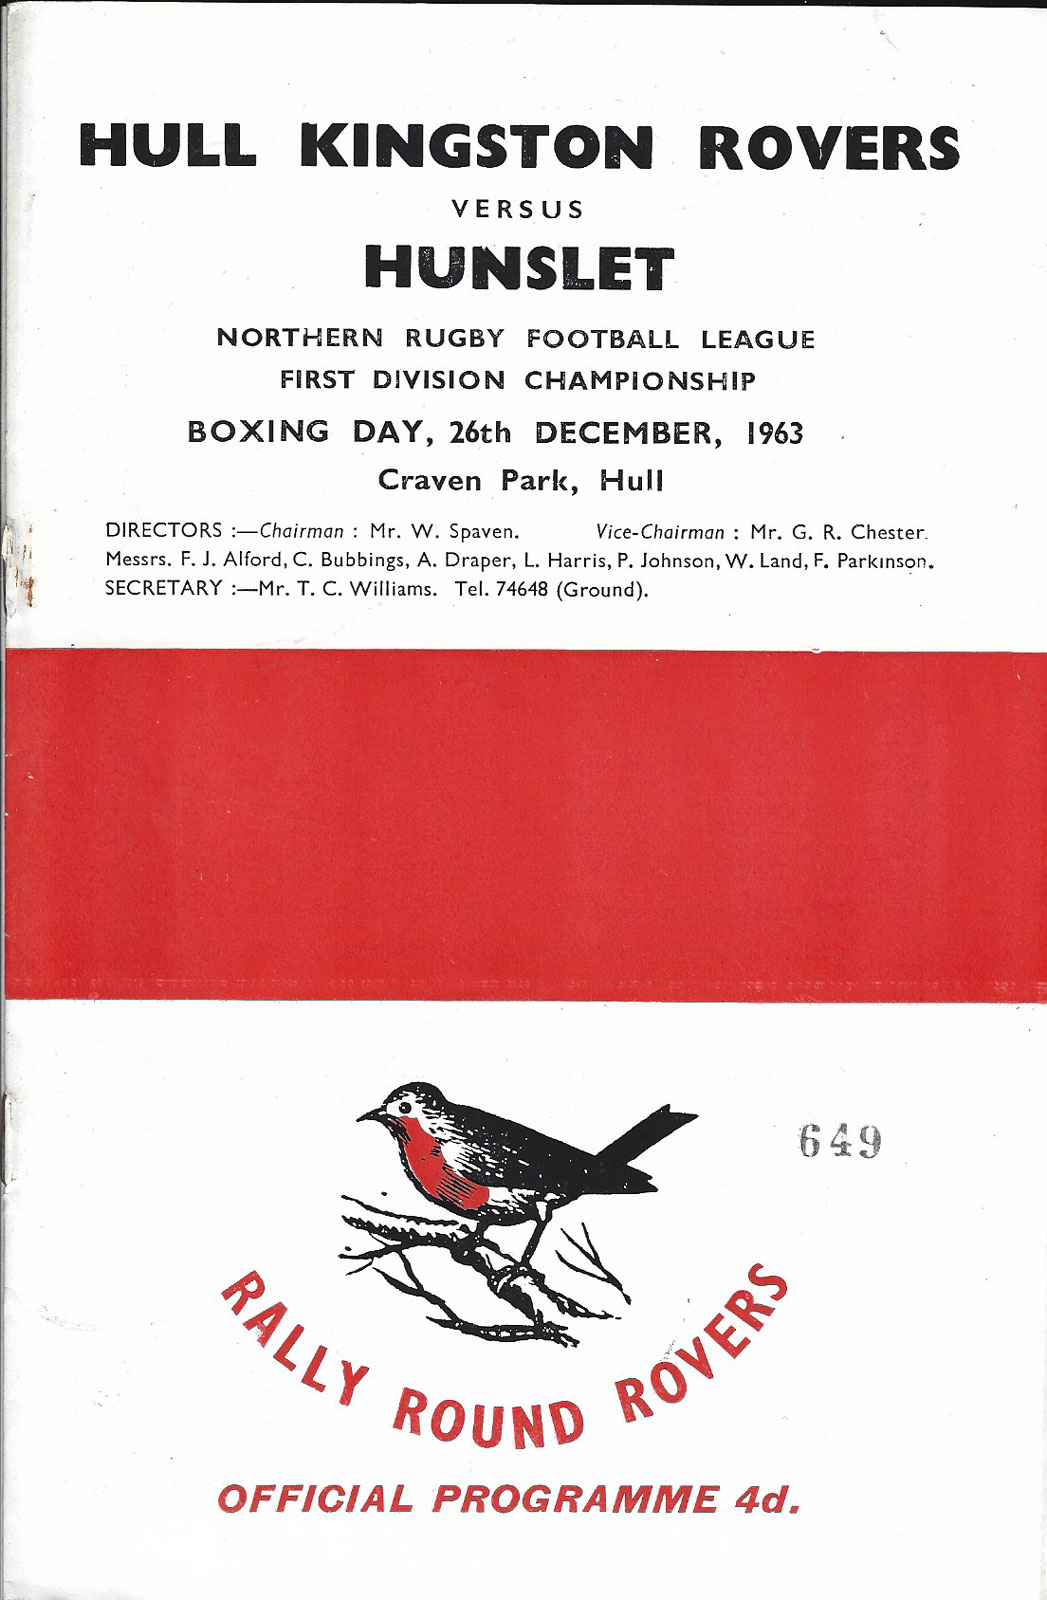 HULL KINGSTON ROVERS
VERSUS
HUNSLET
NORTHERN RUGBY FOOTBALL LEAGUE
FIRST DIVISION CHAMPIONSHIP
BOXING DAY, 26th DECEMBER, 1963
Craven Park, Hull
DIRECTORS :—Chairman : Mr. W. Spaven. Vice-Chairman : Mr. G. R. Chester.
Messrs. F. J. Alford, C. Bubbings, A. Draper, L. Harris, P. Johnson, W. Land, F. Parkinson.
SECRETARY :—Mr. T. C. Williams. Tel. 74648 (Ground).
649
RALLY ROUND ROVERS
OFFICIAL PROGRAMME 4d.